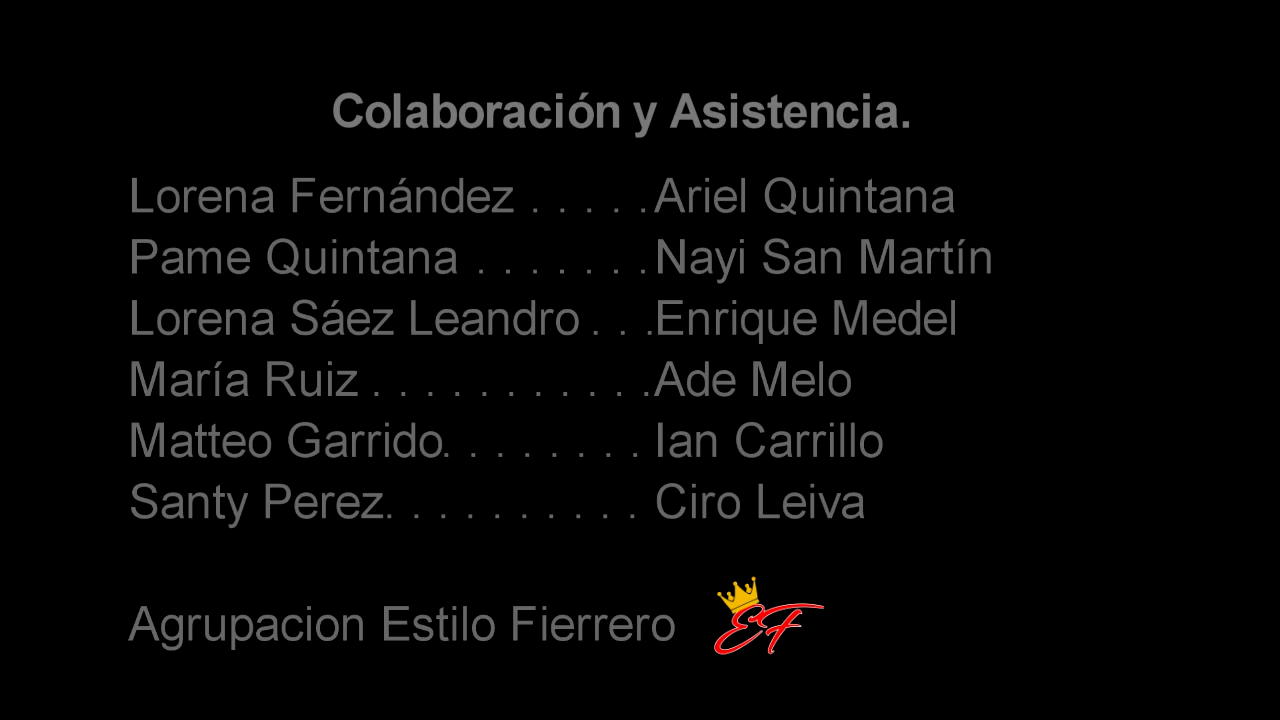 Colaboración y Asistencia.
Lorena Fernández . . . . . Ariel Quintana
Pame Quintana . . . . . . . Nayi San Martín
Lorena Sáez Leandro . . . Enrique Medel
María Ruiz . . . . . . . . . . . Ade Melo
Matteo Garrido. . . . . . . . Ian Carrillo
Santy Perez. . . . . . . . . . Ciro Leiva
Agrupacion Estilo Fierrero EF